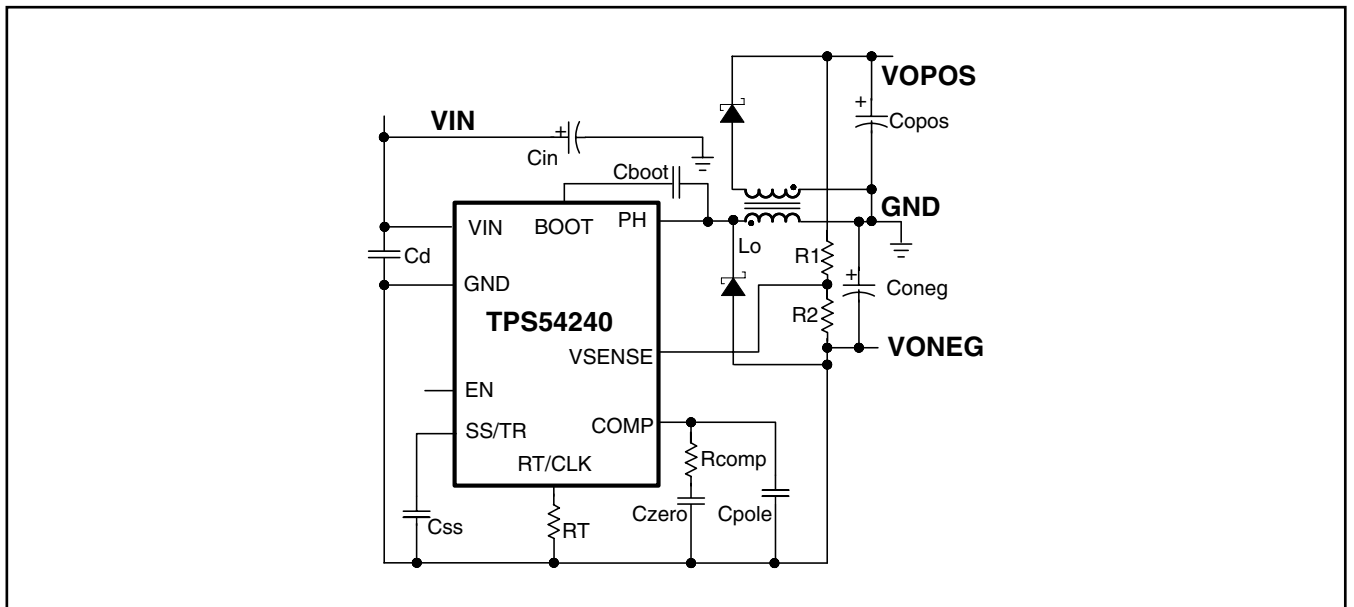 VOPOS
+
Copos
VIN
+
Cin
Cboot
GND
VIN
BOOT
PH
Lo
R1
+
Cd
GND
Coneg
R2
TPS54240
VONEG
VSENSE
EN
SS/TR
COMP
Rcomp
RT/CLK
Css
RT
Czero
Cpole